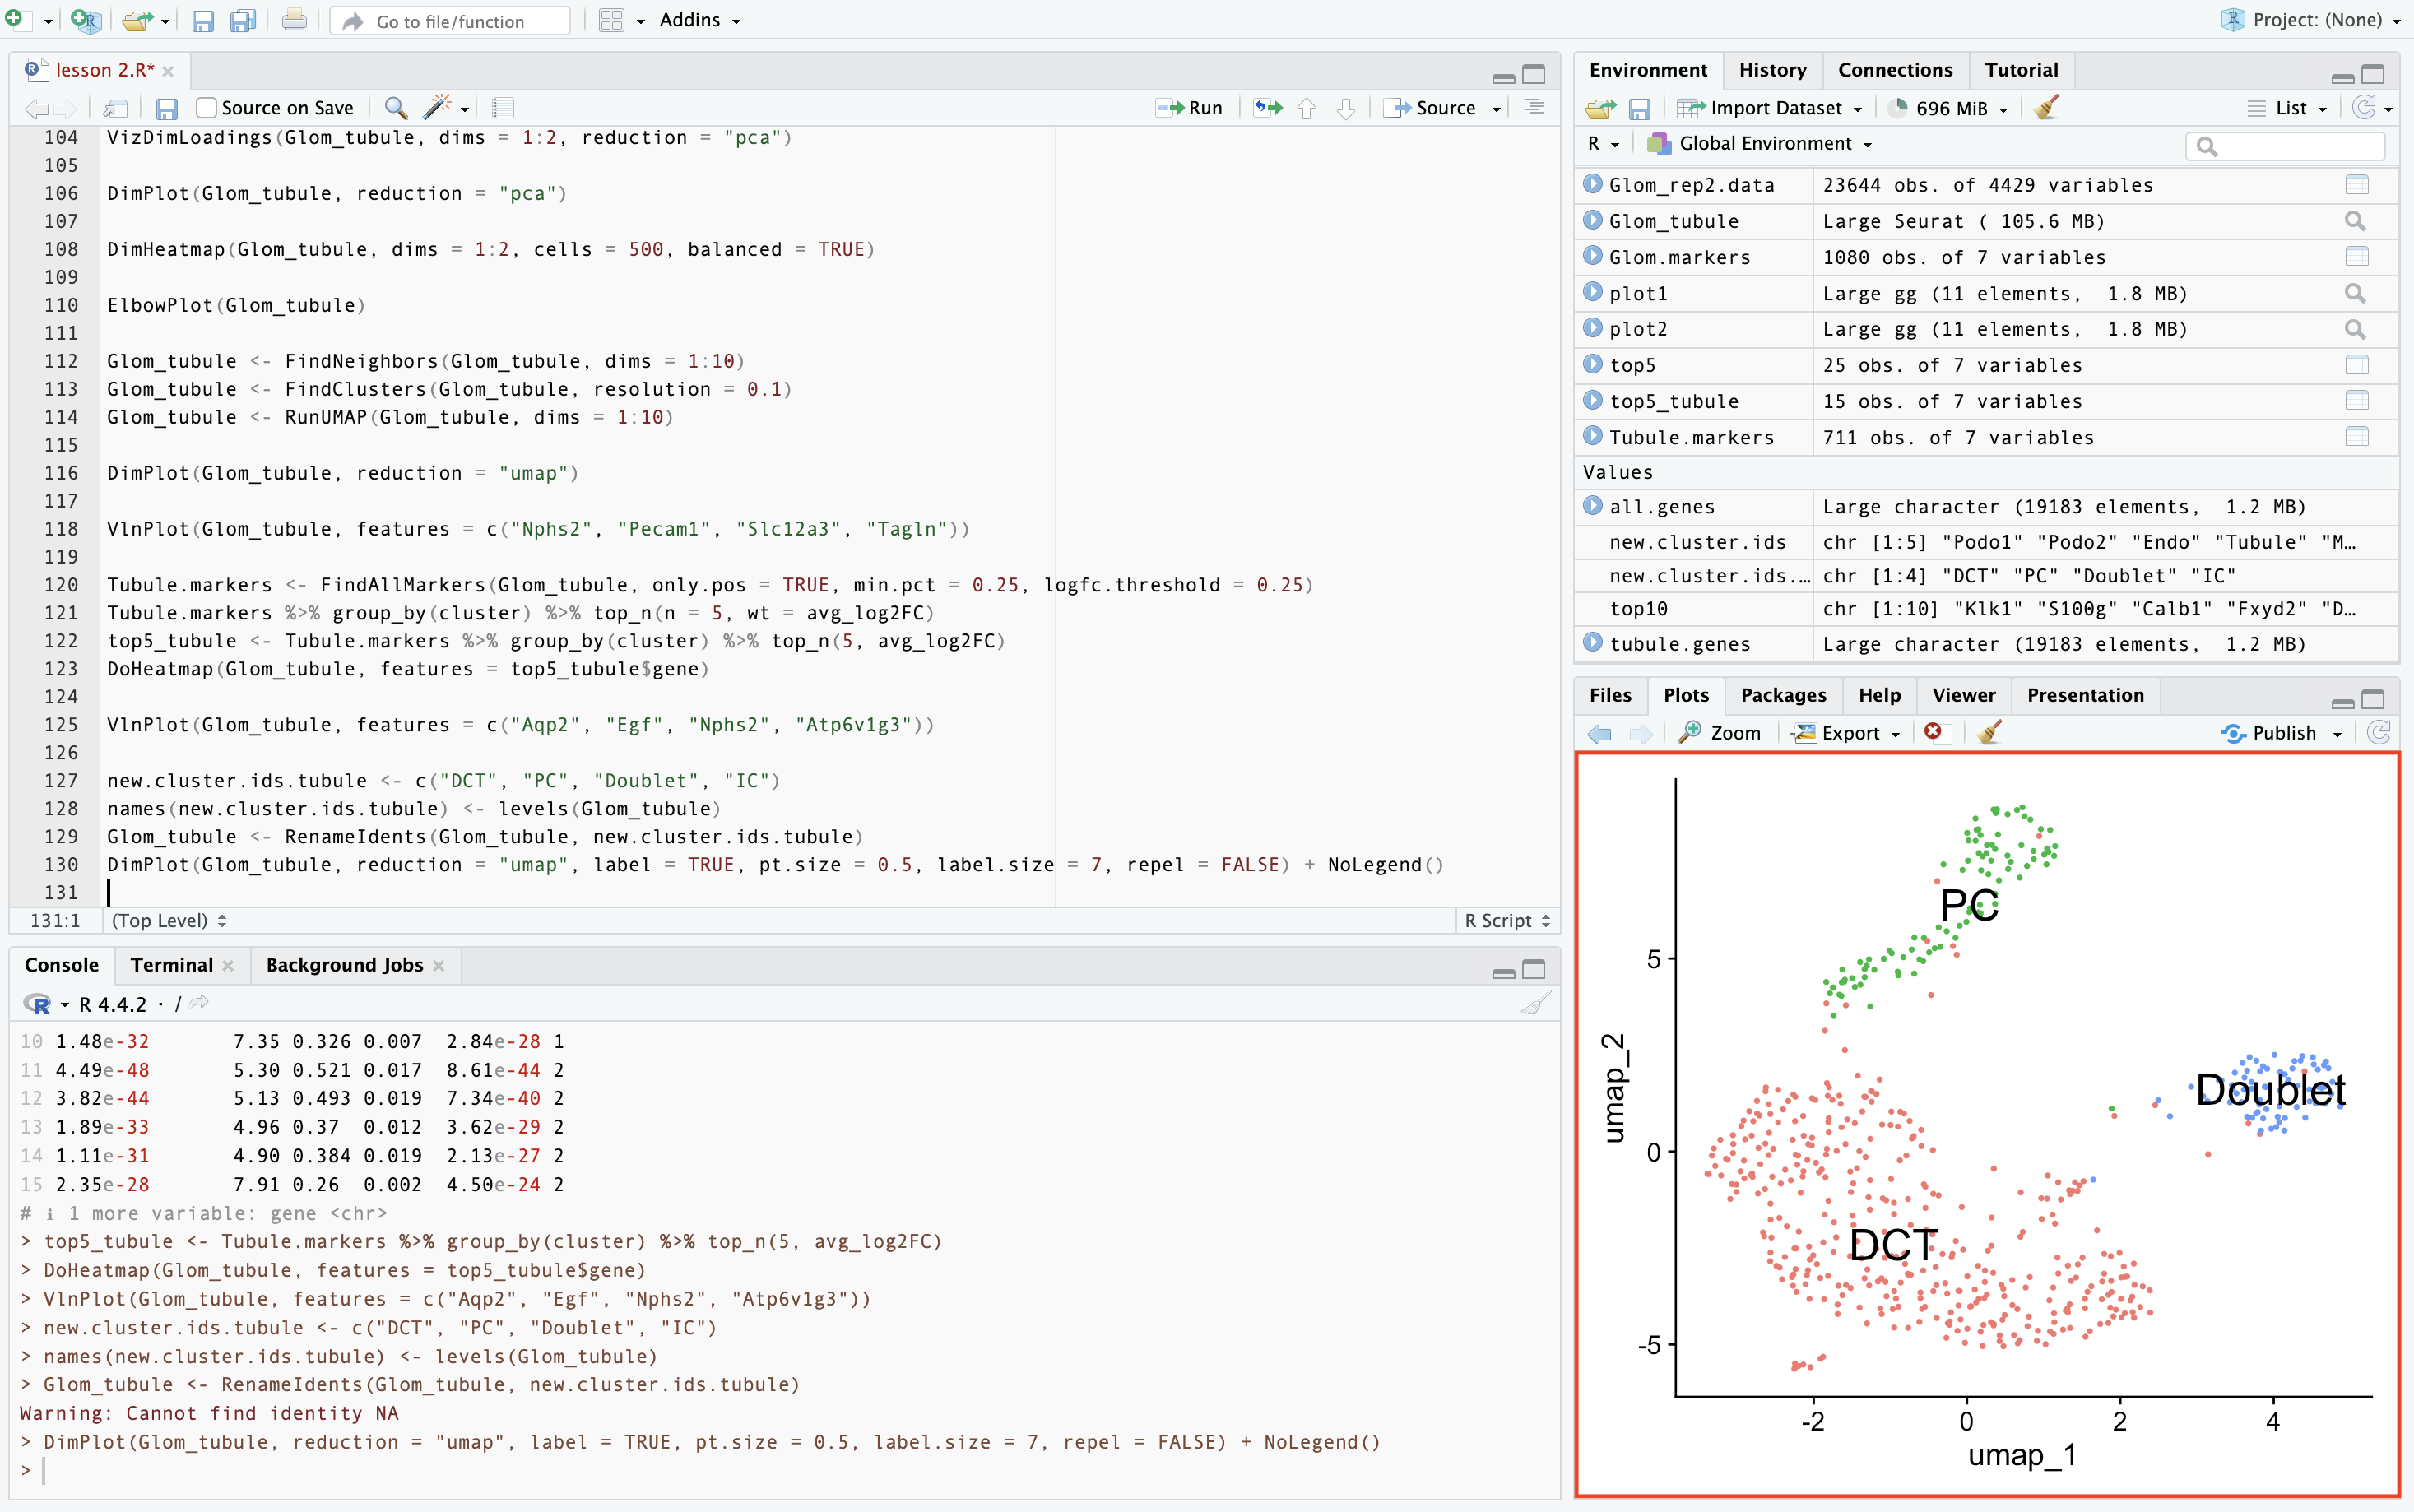 Go to file/function
Addins
Project: (None)
lesson 2.R*
Source on Save
Run
Source
104 VizDimLoadings(Glom_tubule, dims = 1:2, reduction = "pca")
105
106 DimPlot(Glom_tubule, reduction = "pca")
107
108 DimHeatmap(Glom_tubule, dims = 1:2, cells = 500, balanced = TRUE)
109
110 ElbowPlot(Glom_tubule)
111
112 Glom_tubule <- FindNeighbors(Glom_tubule, dims = 1:10)
113 Glom_tubule <- FindClusters(Glom_tubule, resolution = 0.1)
114 Glom_tubule <- RunUMAP(Glom_tubule, dims = 1:10)
115
116 DimPlot(Glom_tubule, reduction = "umap")
117
118 VlnPlot(Glom_tubule, features = c("Nphs2", "Pecam1", "Slc12a3", "Tagln"))
119
120 Tubule.markers <- FindAllMarkers(Glom_tubule, only.pos = TRUE, min.pct = 0.25, logfc.threshold = 0.25)
121 Tubule.markers %>% group_by(cluster) %>% top_n(n = 5, wt = avg_log2FC)
122 top5_tubule <- Tubule.markers %>% group_by(cluster) %>% top_n(5, avg_log2FC)
123 DoHeatmap(Glom_tubule, features = top5_tubule$gene)
124
125 VlnPlot(Glom_tubule, features = c("Aqp2", "Egf", "Nphs2", "Atp6v1g3"))
126
127 new.cluster.ids.tubule <- c("DCT", "PC", "Doublet", "IC")
128 names(new.cluster.ids.tubule) <- levels(Glom_tubule)
129 Glom_tubule <- RenameIdents(Glom_tubule, new.cluster.ids.tubule)
130 DimPlot(Glom_tubule, reduction = "umap", label = TRUE, pt.size = 0.5, label.size = 7, repel = FALSE) + NoLegend()
131
131:1 (Top Level) R Script
Console Terminal Background Jobs
R 4.4.2 · /
10 1.48e-32 7.35 0.326 0.007 2.84e-28 1
11 4.49e-48 5.30 0.521 0.017 8.61e-44 2
12 3.82e-44 5.13 0.493 0.019 7.34e-40 2
13 1.89e-33 4.96 0.37 0.012 3.62e-29 2
14 1.11e-31 4.90 0.384 0.019 2.13e-27 2
15 2.35e-28 7.91 0.26 0.002 4.50e-24 2
# ℹ 1 more variable: gene <chr>
> top5_tubule <- Tubule.markers %>% group_by(cluster) %>% top_n(5, avg_log2FC)
> DoHeatmap(Glom_tubule, features = top5_tubule$gene)
> VlnPlot(Glom_tubule, features = c("Aqp2", "Egf", "Nphs2", "Atp6v1g3"))
> new.cluster.ids.tubule <- c("DCT", "PC", "Doublet", "IC")
> names(new.cluster.ids.tubule) <- levels(Glom_tubule)
> Glom_tubule <- RenameIdents(Glom_tubule, new.cluster.ids.tubule)
Warning: Cannot find identity NA
> DimPlot(Glom_tubule, reduction = "umap", label = TRUE, pt.size = 0.5, label.size = 7, repel = FALSE) + NoLegend()
>
Environment History Connections Tutorial
Import Dataset 696 MiB List
R Global Environment
Glom_rep2.data 23644 obs. of 4429 variables
Glom_tubule Large Seurat ( 105.6 MB)
Glom.markers 1080 obs. of 7 variables
plot1 Large gg (11 elements, 1.8 MB)
plot2 Large gg (11 elements, 1.8 MB)
top5 25 obs. of 7 variables
top5_tubule 15 obs. of 7 variables
Tubule.markers 711 obs. of 7 variables
Values
all.genes Large character (19183 elements, 1.2 MB)
new.cluster.ids chr [1:5] "Podo1" "Podo2" "Endo" "Tubule" "M…
new.cluster.ids.… chr [1:4] "DCT" "PC" "Doublet" "IC"
top10 chr [1:10] "Klk1" "S100g" "Calb1" "Fxyd2" "D…
tubule.genes Large character (19183 elements, 1.2 MB)
Files Plots Packages Help Viewer Presentation
Zoom Export Publish
PC
Doublet
DCT
umap_2
5
0
-5
-2 0 2 4
umap_1